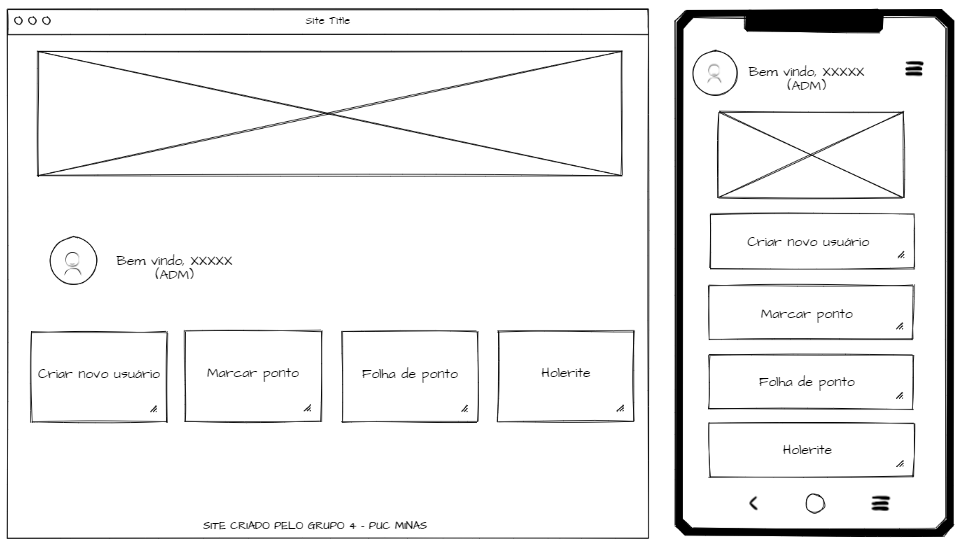 Site Title
Bem vindo, XXXXX
(ADM)
Criar novo usuário
Marcar ponto
Folha de ponto
Holerite
SITE CRIADO PELO GRUPO 4 - PUC MINAS
Bem vindo, XXXXX
(ADM)
Criar novo usuário
Marcar ponto
Folha de ponto
Holerite